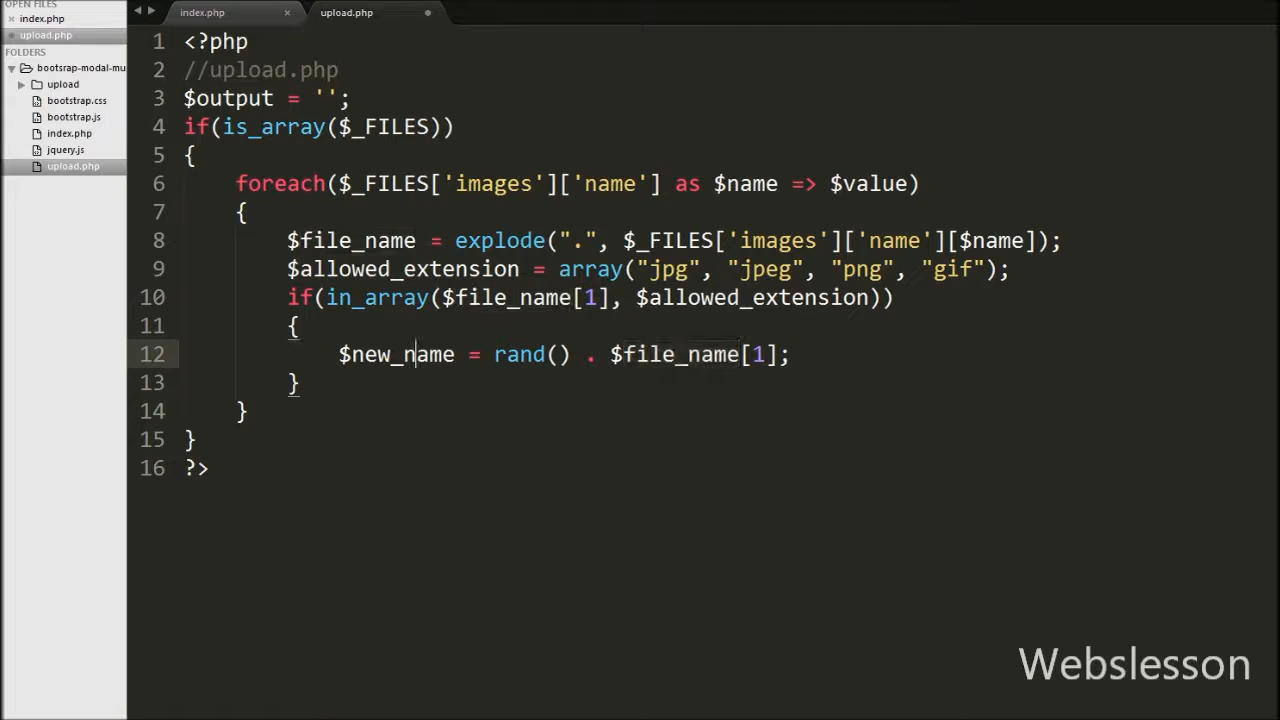 OPEN FILES
× index.php
upload.php
FOLDERS
bootsrap-modal-mu
upload
bootstrap.css
bootstrap.js
index.php
jquery.js
upload.php
index.php ×
upload.php
1 <?php
2 //upload.php
3 $output = '';
4 if(is_array($_FILES))
5 {
6 foreach($_FILES['images']['name'] as $name => $value)
7 {
8 $file_name = explode(".", $_FILES['images']['name'][$name]);
9 $allowed_extension = array("jpg", "jpeg", "png", "gif");
10 if(in_array($file_name[1], $allowed_extension))
11 {
12 $new_name = rand() . $file_name[1];
13 }
14 }
15 }
16 ?>
Webslesson